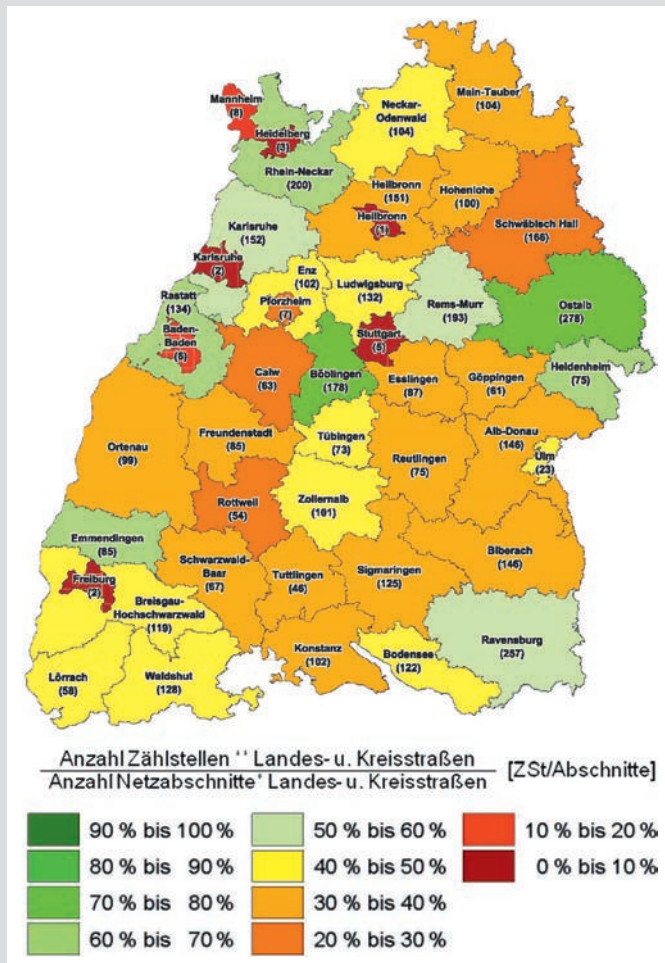 Main-Tauber
(104)
Neckar-
Odenwald
(104)
Mannheim
(8)
Heidelberg
(3)
Rhein-Neckar
(200)
Heilbronn
(151)
Hohenlohe
(100)
Heilbronn
(1)
Schwäbisch Hall
(166)
Karlsruhe
(152)
Karlsruhe
(2)
Enz
(102)
Ludwigsburg
(132)
Rems-Murr
(193)
Ostalb
(278)
Rastatt
(134)
Pforzheim
(7)
Baden-
Baden
(5)
Stuttgart
(5)
Heidenheim
(75)
Calw
(63)
Böblingen
(178)
Esslingen
(87)
Göppingen
(61)
Ortenau
(99)
Freundenstadt
(85)
Tübingen
(73)
Reutlingen
(75)
Alb-Donau
(146)
Ulm
(23)
Rottweil
(54)
Zollernalb
(101)
Emmendingen
(85)
Schwarzwald-
Baar
(67)
Tuttlingen
(46)
Sigmaringen
(125)
Biberach
(146)
Freiburg
(2)
Breisgau-
Hochschwarzwald
(119)
Konstanz
(102)
Bodensee
(122)
Ravensburg
(257)
Lörrach
(58)
Waldshut
(128)
Anzahl Zählstellen ** Landes- u. Kreisstraßen
Anzahl Netzabschnitte* Landes- u. Kreisstraßen
[ZSt/Abschnitte]
90 % bis 100 %
80 % bis 90 %
70 % bis 80 %
60 % bis 70 %
50 % bis 60 %
40 % bis 50 %
30 % bis 40 %
20 % bis 30 %
10 % bis 20 %
0 % bis 10 %